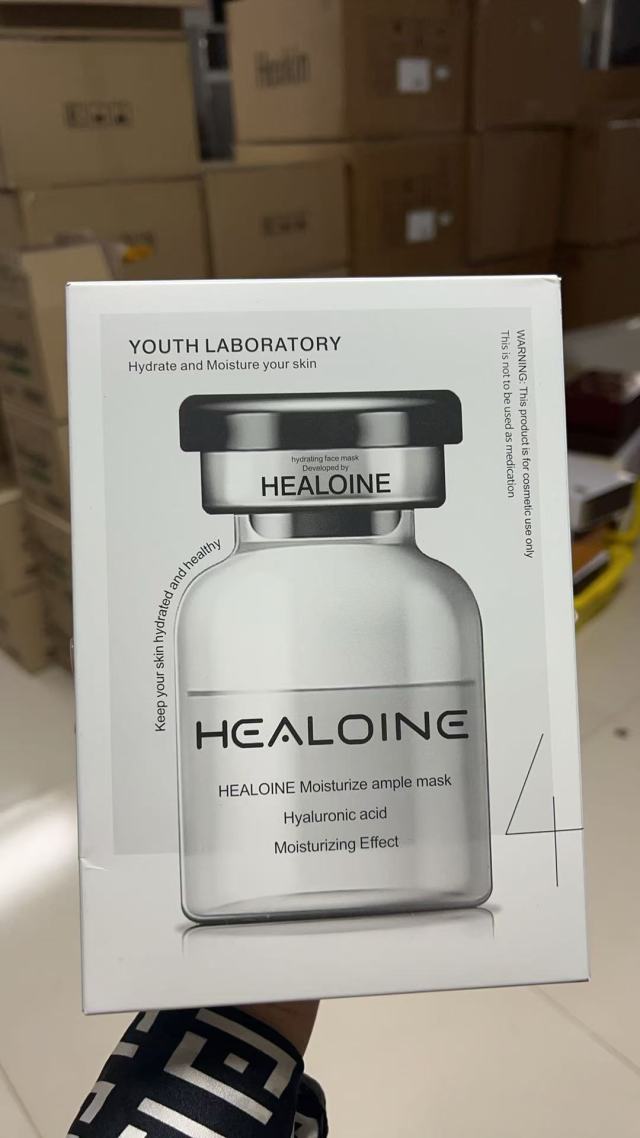 YOUTH LABORATORY
Hydrate and Moisture your skin
WARNING: This product is for cosmetic use only
This is not to be used as medication
hydrating face mask
Developed by
HEALOINE
Keep your skin hydrated and healthy
HEALOINE
HEALOINE Moisturize ample mask
Hyaluronic acid
Moisturizing Effect
4